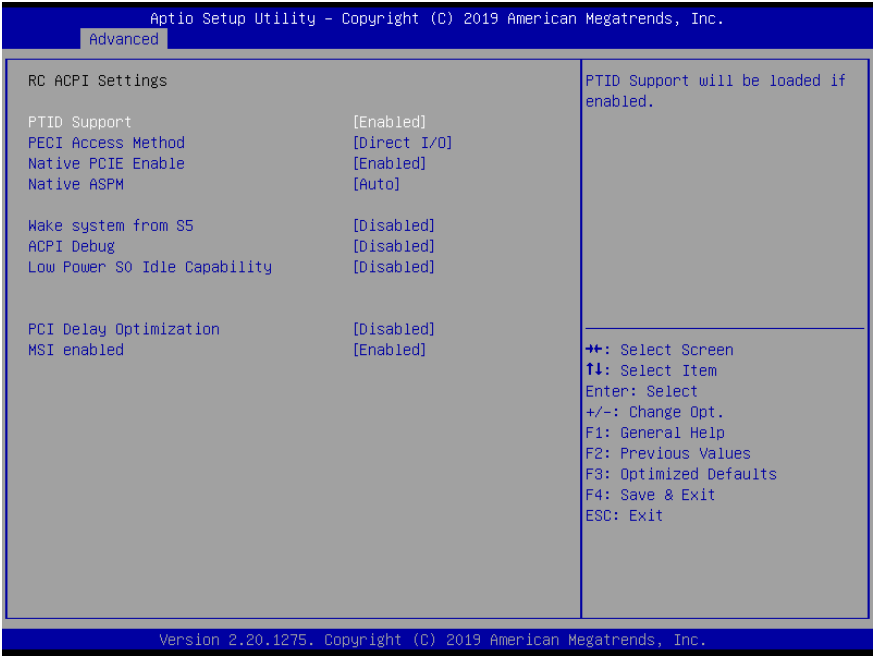 Aptio Setup Utility – Copyright (C) 2019 American Megatrends, Inc.
Advanced
RC ACPI Settings
PTID Support [Enabled]
PECI Access Method [Direct I/O]
Native PCIE Enable [Enabled]
Native ASPM [Auto]
Wake system from S5 [Disabled]
ACPI Debug [Disabled]
Low Power S0 Idle Capability [Disabled]
PCI Delay Optimization [Disabled]
MSI enabled [Enabled]
PTID Support will be loaded if
enabled.
→←: Select Screen
↑↓: Select Item
Enter: Select
+/-: Change Opt.
F1: General Help
F2: Previous Values
F3: Optimized Defaults
F4: Save & Exit
ESC: Exit
Version 2.20.1275. Copyright (C) 2019 American Megatrends, Inc.